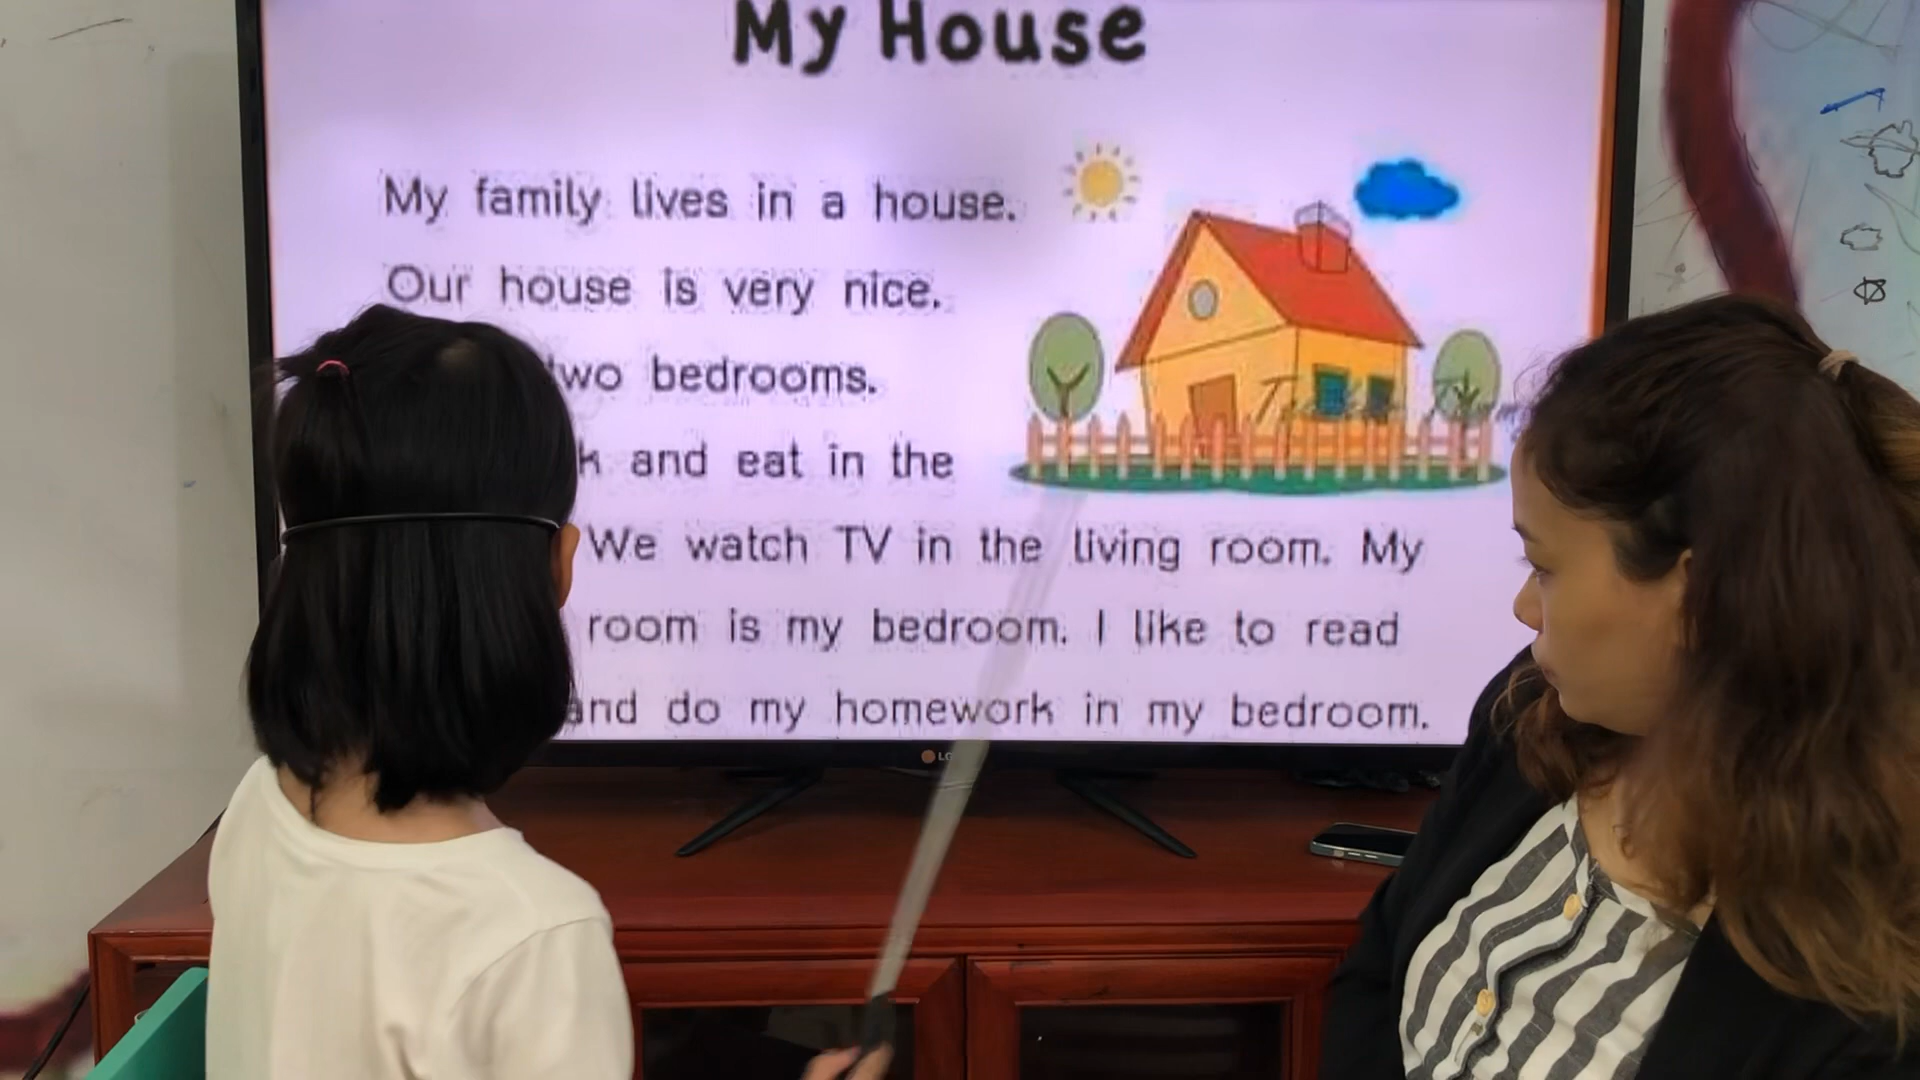 My House
My family lives in a house.
Our house is very nice.
two bedrooms.
and eat in the
We watch TV in the living room. My
room is my bedroom. I like to read
and do my homework in my bedroom.
LG